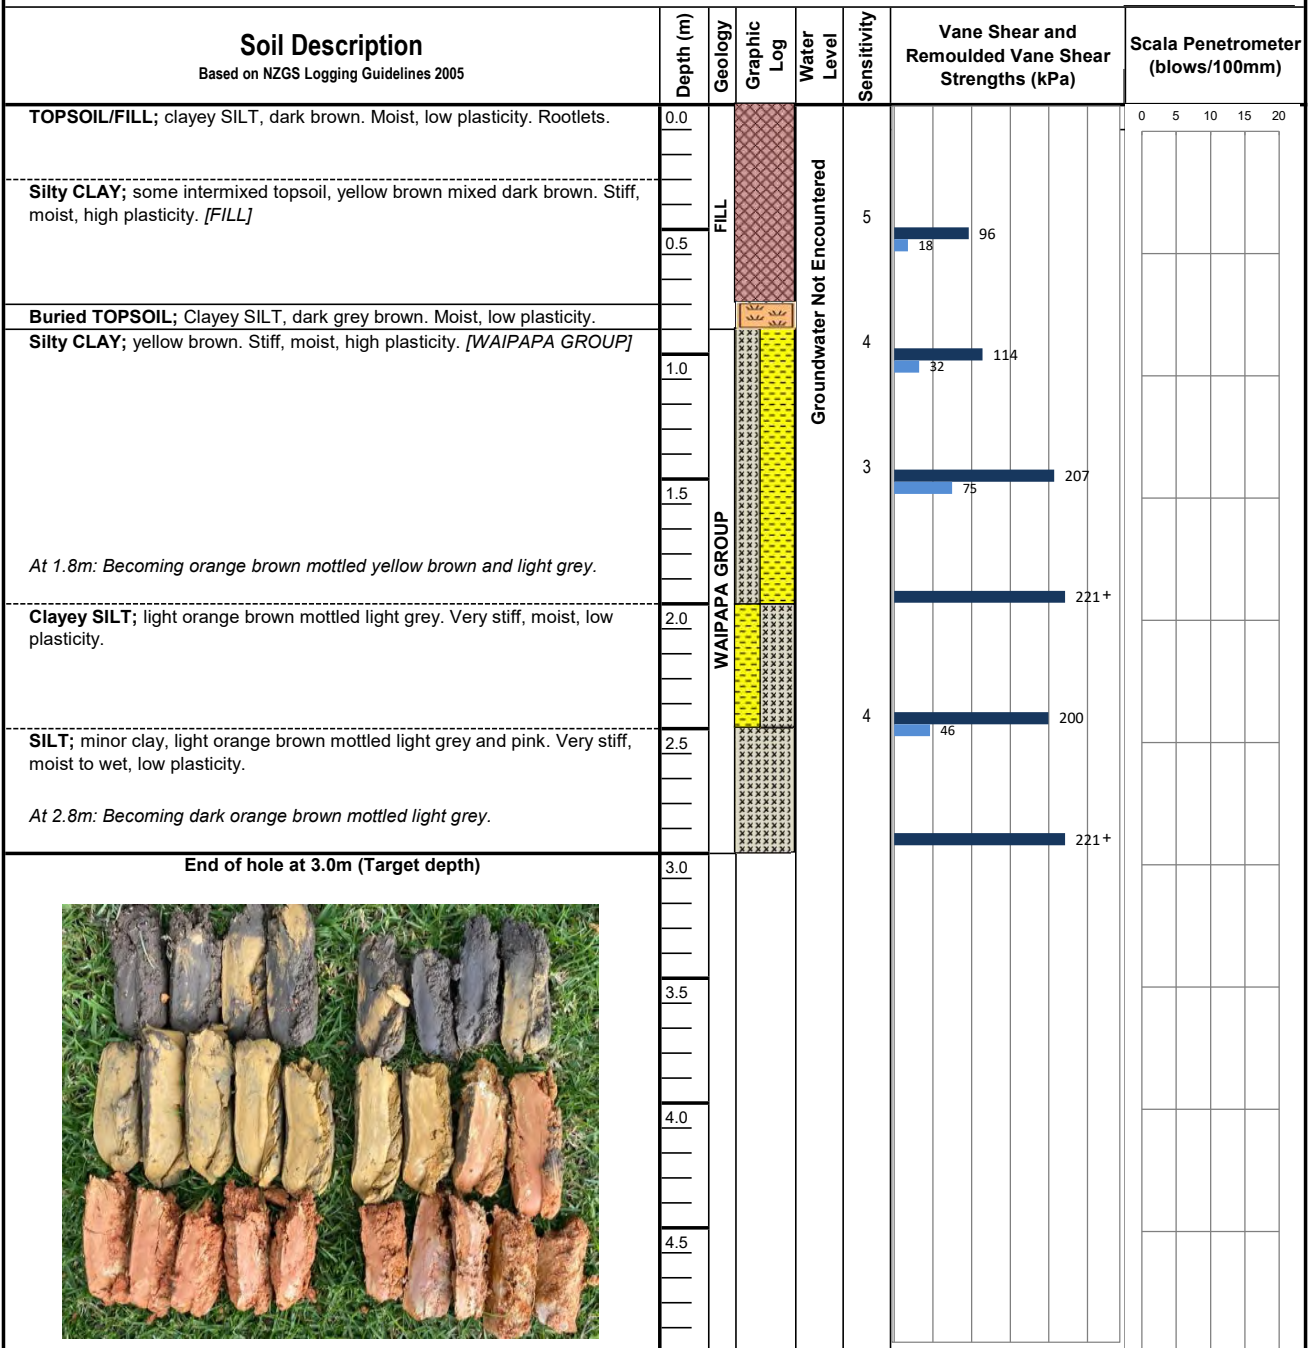 Soil Description
Based on NZGS Logging Guidelines 2005
Depth (m)
Geology
Graphic
Log
Water
Level
Sensitivity
Vane Shear and
Remoulded Vane Shear
Strengths (kPa)
Scala Penetrometer
(blows/100mm)
0 5 10 15 20
TOPSOIL/FILL; clayey SILT, dark brown. Moist, low plasticity. Rootlets.
0.0
Silty CLAY; some intermixed topsoil, yellow brown mixed dark brown. Stiff,
moist, high plasticity. [FILL]
FILL
Groundwater Not Encountered
5
96
18
0.5
Buried TOPSOIL; Clayey SILT, dark grey brown. Moist, low plasticity.
Silty CLAY; yellow brown. Stiff, moist, high plasticity. [WAIPAPA GROUP]
4
114
32
1.0
3
207
75
1.5
WAIPAPA GROUP
At 1.8m: Becoming orange brown mottled yellow brown and light grey.
221+
Clayey SILT; light orange brown mottled light grey. Very stiff, moist, low
plasticity.
2.0
4
200
46
SILT; minor clay, light orange brown mottled light grey and pink. Very stiff,
moist to wet, low plasticity.
2.5
At 2.8m: Becoming dark orange brown mottled light grey.
221+
End of hole at 3.0m (Target depth)
3.0
3.5
4.0
4.5